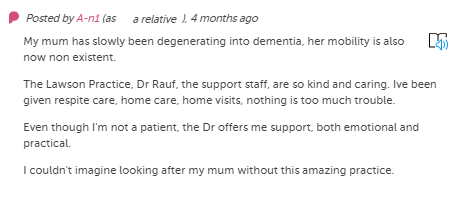 Posted by A-n1 (as a relative ), 4 months ago
My mum has slowly been degenerating into dementia, her mobility is also
now non existent.
The Lawson Practice, Dr Rauf, the support staff, are so kind and caring. Ive been
given respite care, home care, home visits, nothing is too much trouble.
Even though I'm not a patient, the Dr offers me support, both emotional and
practical.
I couldn't imagine looking after my mum without this amazing practice.